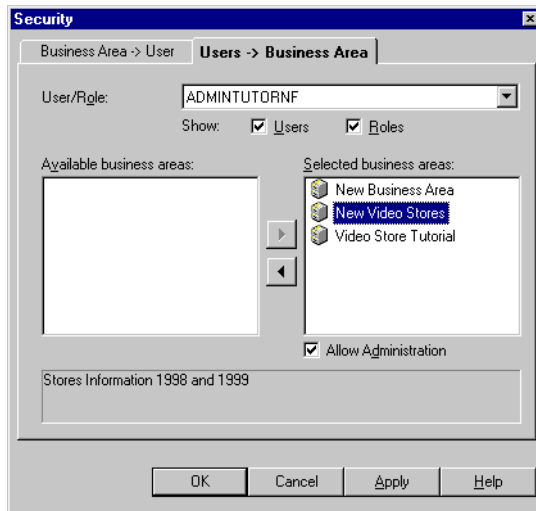 Security
Business Area -> User
Users -> Business Area
User/Role:
ADMINTUTORNF
Show:
Users
Roles
Available business areas:
Selected business areas:
New Business Area
New Video Stores
Video Store Tutorial
Allow Administration
Stores Information 1998 and 1999
OK
Cancel
Apply
Help